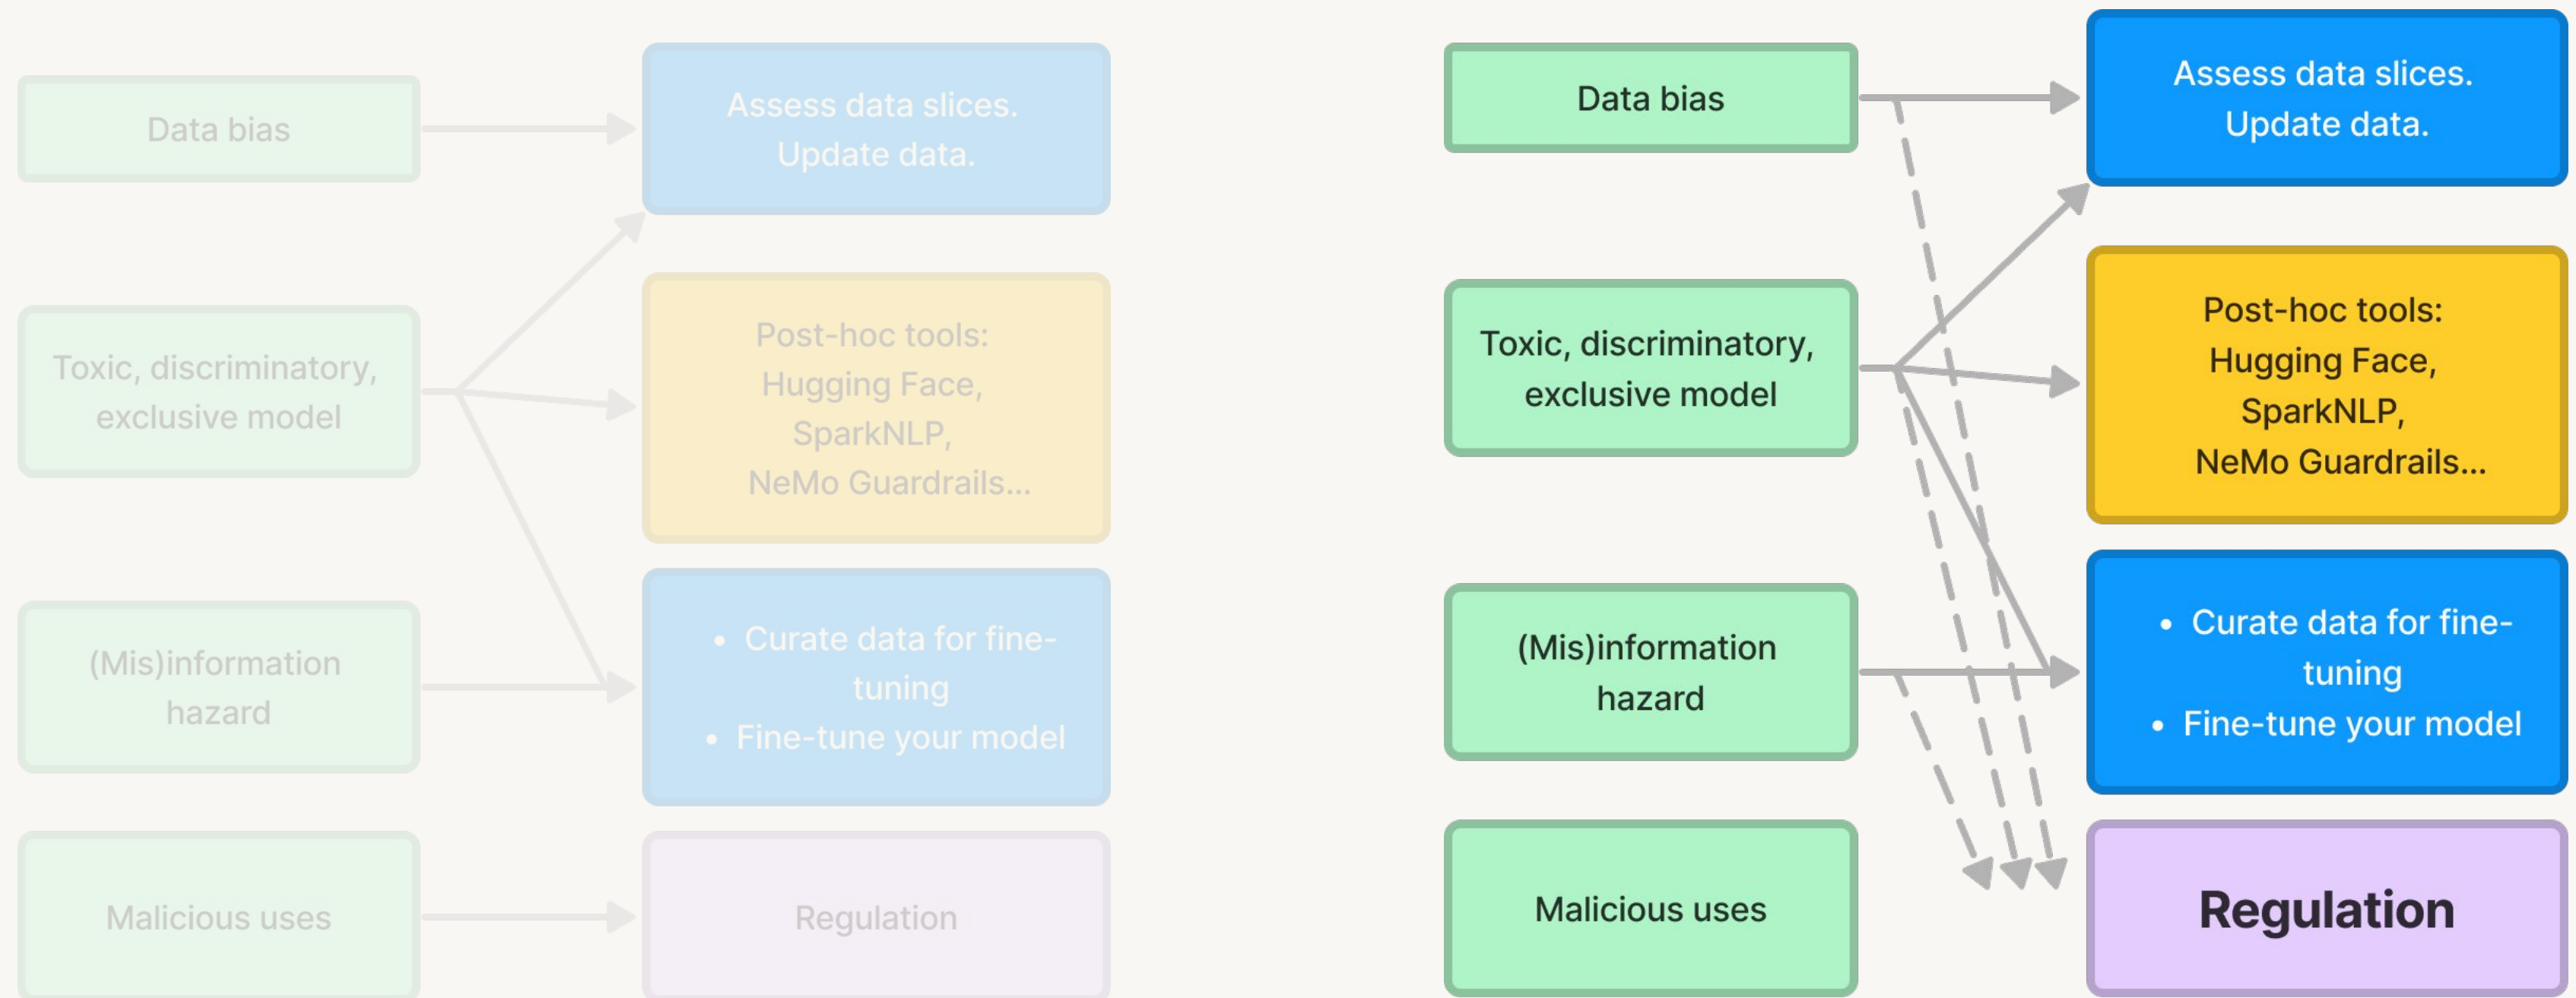 Data bias
Assess data slices.
Update data.
Toxic, discriminatory,
exclusive model
Post-hoc tools:
Hugging Face,
SparkNLP,
NeMo Guardrails...
(Mis)information
hazard
• Curate data for fine-
tuning
• Fine-tune your model
Malicious uses
Regulation
Data bias
Assess data slices.
Update data.
Toxic, discriminatory,
exclusive model
Post-hoc tools:
Hugging Face,
SparkNLP,
NeMo Guardrails...
(Mis)information
hazard
• Curate data for fine-
tuning
• Fine-tune your model
Malicious uses
Regulation